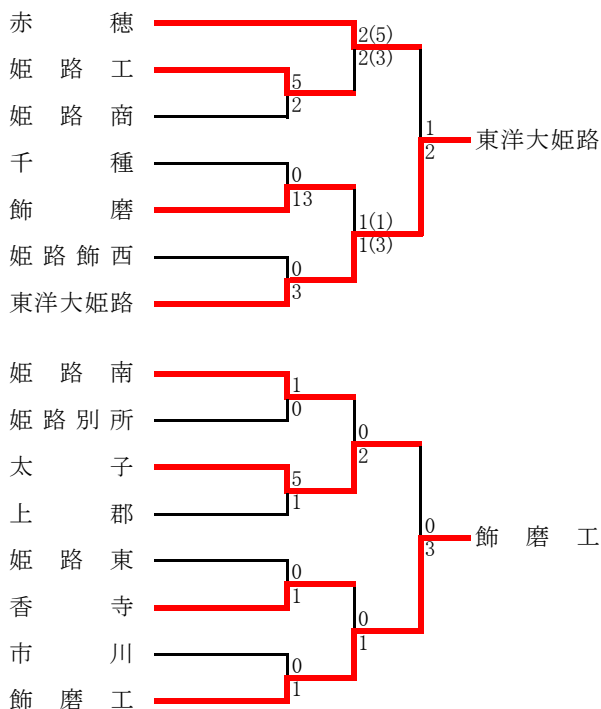 赤穂
2(5)
姫路工
2(3)
5
姫路商
2
1
東洋大姫路
2
千種
0
飾磨
13
1(1)
姫路飾西
1(3)
0
東洋大姫路
3
姫路南
1
姫路別所
0
0
2
太子
5
上郡
1
0
飾磨工
3
姫路東
0
香寺
1
0
市川
1
0
飾磨工
1